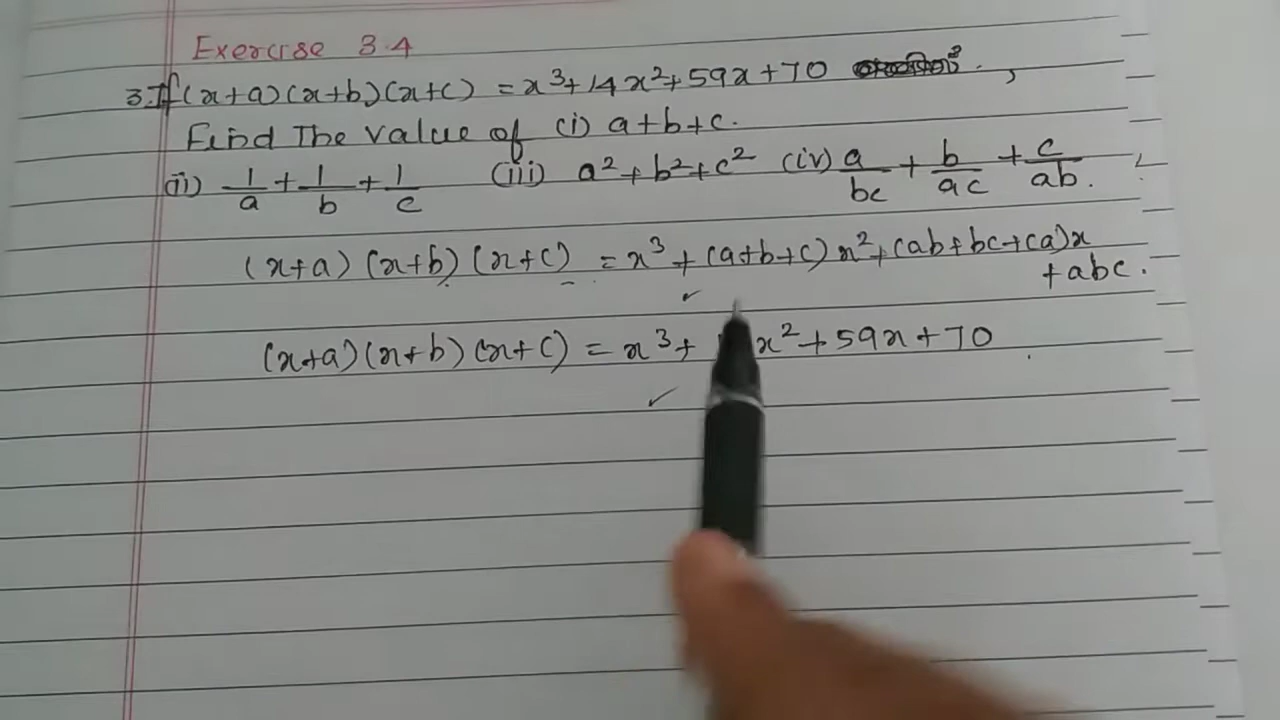 Exercise 3.4
3. If (x+a)(x+b)(x+c) = x³+14x²+59x+70 ,
Find The value of (i) a+b+c.
(ii) 1/a + 1/b + 1/c (iii) a²+b²+c² (iv) a/bc + b/ac + c/ab.
(x+a)(x+b)(x+c) = x³+(a+b+c)x²+(ab+bc+ca)x
+abc.
(x+a)(x+b)(x+c) = x³+ x²+59x+70